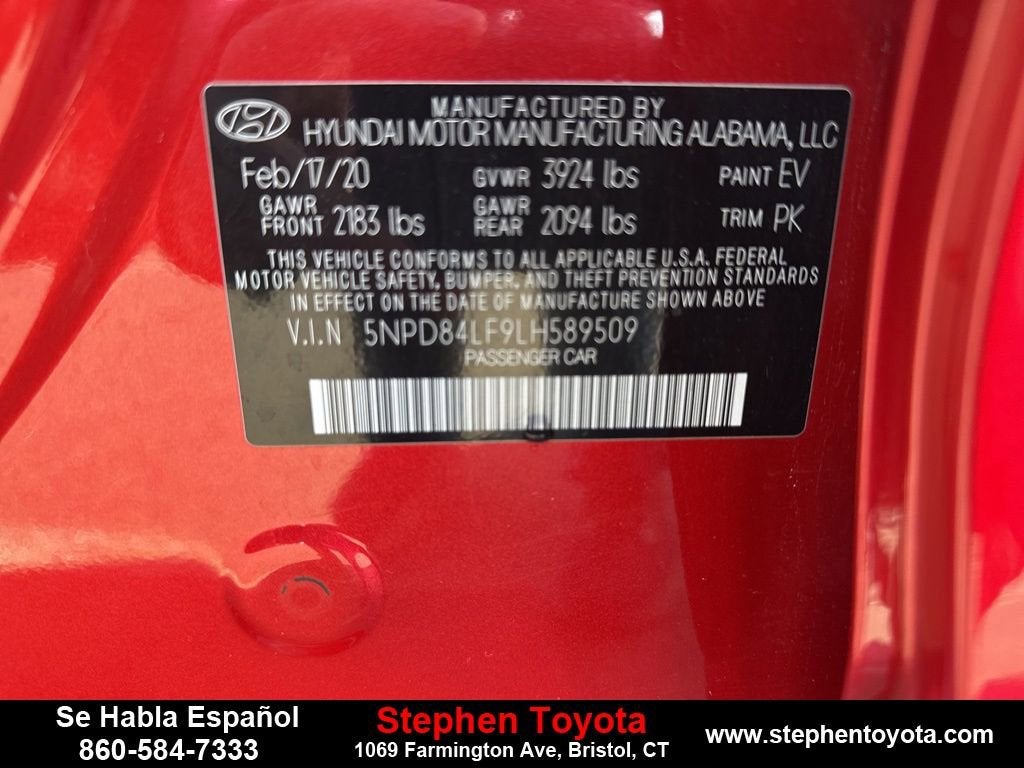 MANUFACTURED BY
HYUNDAI MOTOR MANUFACTURING ALABAMA, LLC
Feb/17/20 GVWR 3924 lbs PAINT EV
GAWR FRONT 2183 lbs GAWR REAR 2094 lbs TRIM PK
THIS VEHICLE CONFORMS TO ALL APPLICABLE U.S.A. FEDERAL
MOTOR VEHICLE SAFETY, BUMPER, AND THEFT PREVENTION STANDARDS
IN EFFECT ON THE DATE OF MANUFACTURE SHOWN ABOVE
V.I.N 5NPD84LF9LH589509
PASSENGER CAR
Se Habla Español
860-584-7333
Stephen Toyota
1069 Farmington Ave, Bristol, CT
www.stephentoyota.com